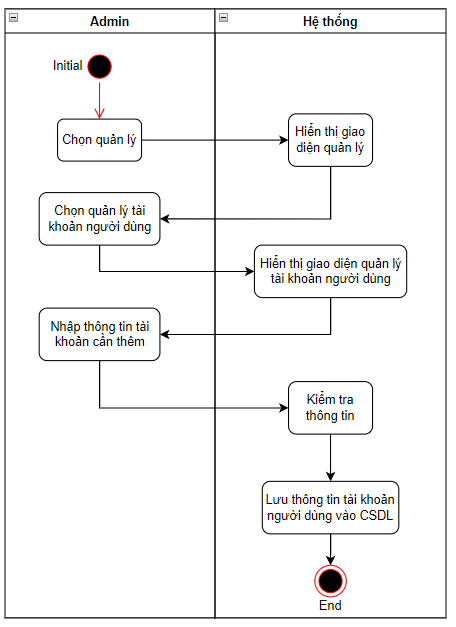 Admin
Hệ thống
Initial
Chọn quản lý
Hiển thị giao
diện quản lý
Chọn quản lý tài
khoản người dùng
Hiển thị giao diện quản lý
tài khoản người dùng
Nhập thông tin tài
khoản cần thêm
Kiểm tra
thông tin
Lưu thông tin tài khoản
người dùng vào CSDL
End